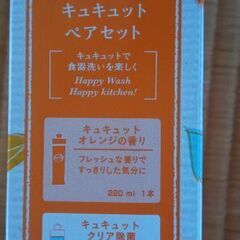 キュキュット
ペアセット
キュキュットで
食器洗いを楽しく
Happy Wash
Happy kitchen!
キュキュット
オレンジの香り
フレッシュな香りで
すっきりした気分に
220 ml 1本
キュキュット
クリア除菌